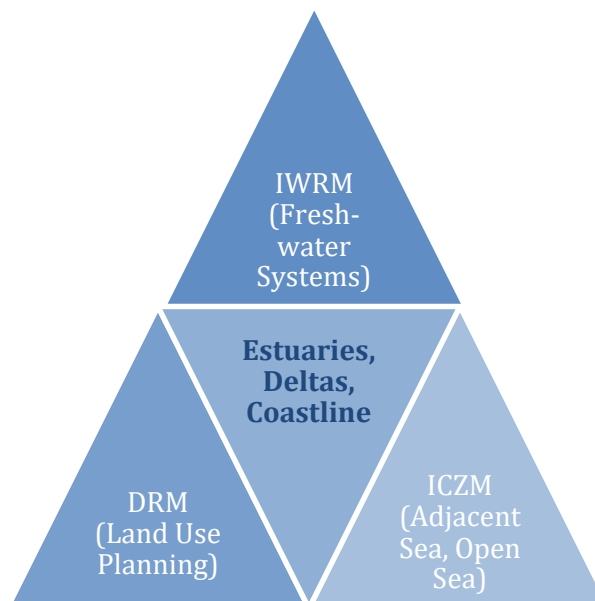 IWRM
(Fresh-
water
Systems)
Estuaries,
Deltas,
Coastline
DRM
(Land Use
Planning)
ICZM
(Adjacent
Sea, Open
Sea)